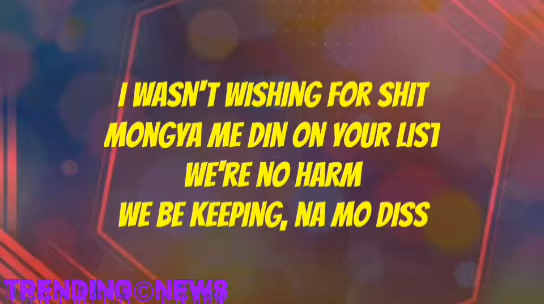 I WASN'T WISHING FOR SHIT
MONGYA ME DIN ON YOUR LIST
WE'RE NO HARM
WE BE KEEPING, NA MO DISS
TRENDING©NEWS